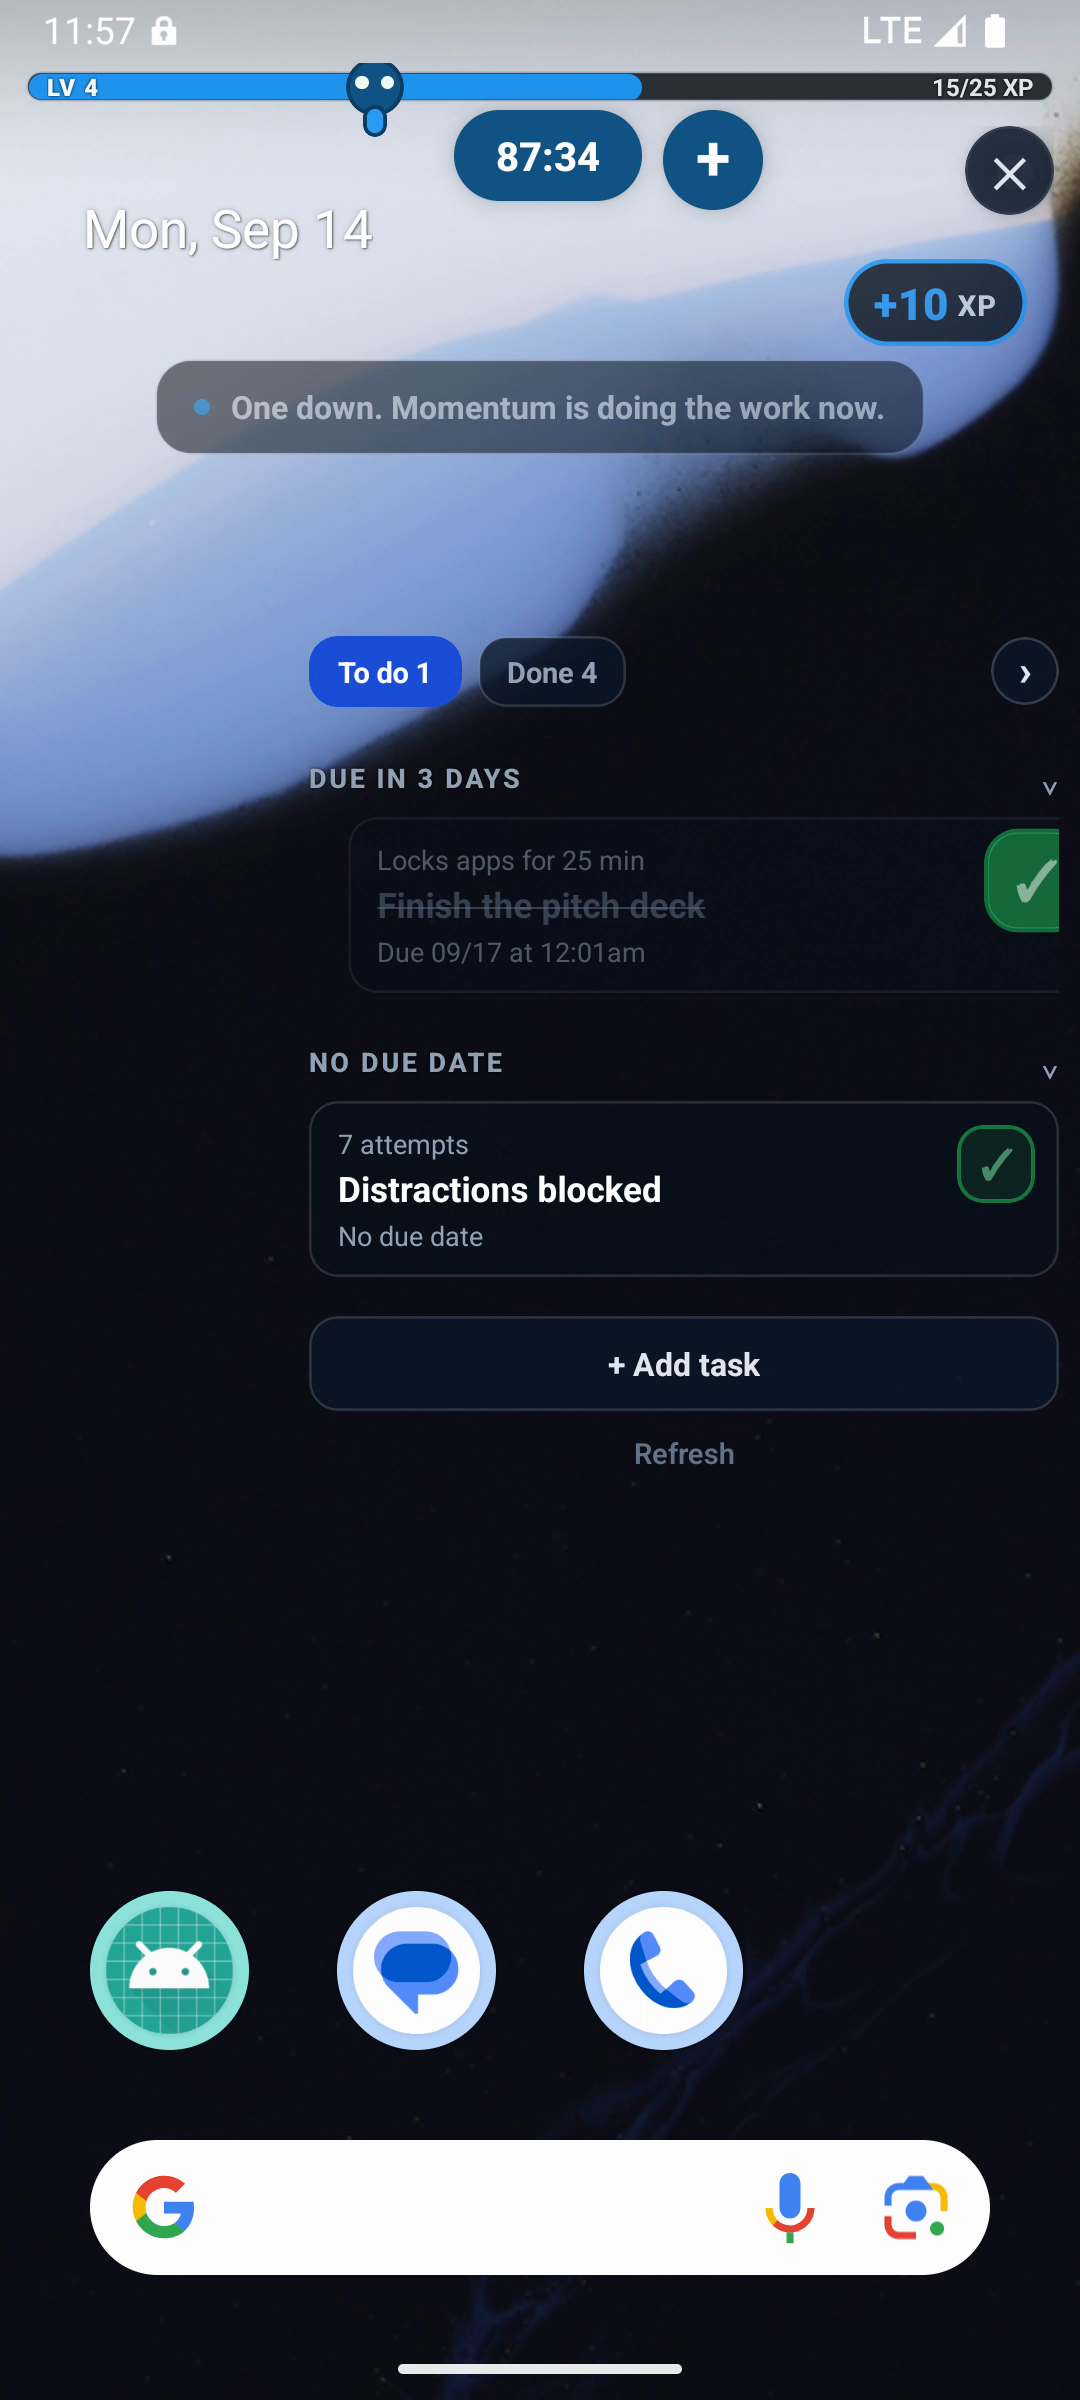 11:57
LTE
LV 4
15/25 XP
87:34
+
Mon, Sep 14
+10 XP
One down. Momentum is doing the work now.
To do 1
Done 4
DUE IN 3 DAYS
Locks apps for 25 min
Finish the pitch deck
Due 09/17 at 12:01am
NO DUE DATE
7 attempts
Distractions blocked
No due date
+ Add task
Refresh